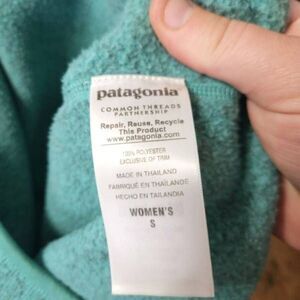 patagonia
COMMON THREADS
PARTNERSHIP
Repair, Reuse, Recycle
This Product
www.patagonia.com
100% POLYESTER
EXCLUSIVE OF TRIM
MADE IN THAILAND
FABRIQUÉ EN THAÏLANDE
HECHO EN TAILANDIA
WOMEN'S
S